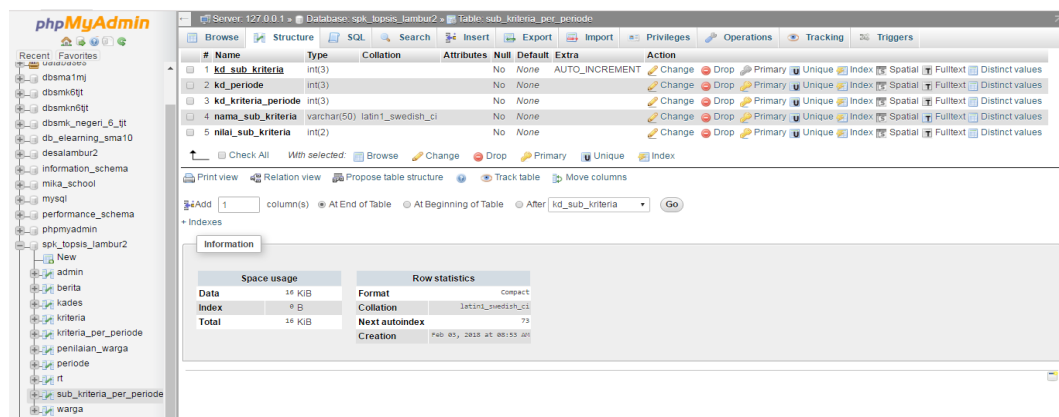 phpMyAdmin
Recent Favorites
databases
dbsma1mj
dbsmk6tjt
dbsmkn6tjt
dbsmk_negeri_6_tjt
db_elearning_sma10
desalambur2
information_schema
mika_school
mysql
performance_schema
phpmyadmin
spk_topsis_lambur2
New
admin
berita
kades
kriteria
kriteria_per_periode
penilaian_warga
periode
rt
sub_kriteria_per_periode
warga
Server: 127.0.0.1 » Database: spk_topsis_lambur2 » Table: sub_kriteria_per_periode
Browse Structure SQL Search Insert Export Import Privileges Operations Tracking Triggers
# Name Type Collation Attributes Null Default Extra Action
1 kd_sub_kriteria int(3) No None AUTO_INCREMENT Change Drop Primary Unique Index Spatial Fulltext Distinct values
2 kd_periode int(3) No None Change Drop Primary Unique Index Spatial Fulltext Distinct values
3 kd_kriteria_periode int(3) No None Change Drop Primary Unique Index Spatial Fulltext Distinct values
4 nama_sub_kriteria varchar(50) latin1_swedish_ci No None Change Drop Primary Unique Index Spatial Fulltext Distinct values
5 nilai_sub_kriteria int(2) No None Change Drop Primary Unique Index Spatial Fulltext Distinct values
Check All With selected: Browse Change Drop Primary Unique Index
Print view Relation view Propose table structure Track table Move columns
Add 1 column(s) At End of Table At Beginning of Table After kd_sub_kriteria Go
+ Indexes
Information
Space usage
Data 16 KiB
Index 0 B
Total 16 KiB
Row statistics
Format Compact
Collation latin1_swedish_ci
Next autoindex 73
Creation Feb 03, 2018 at 08:53 AM